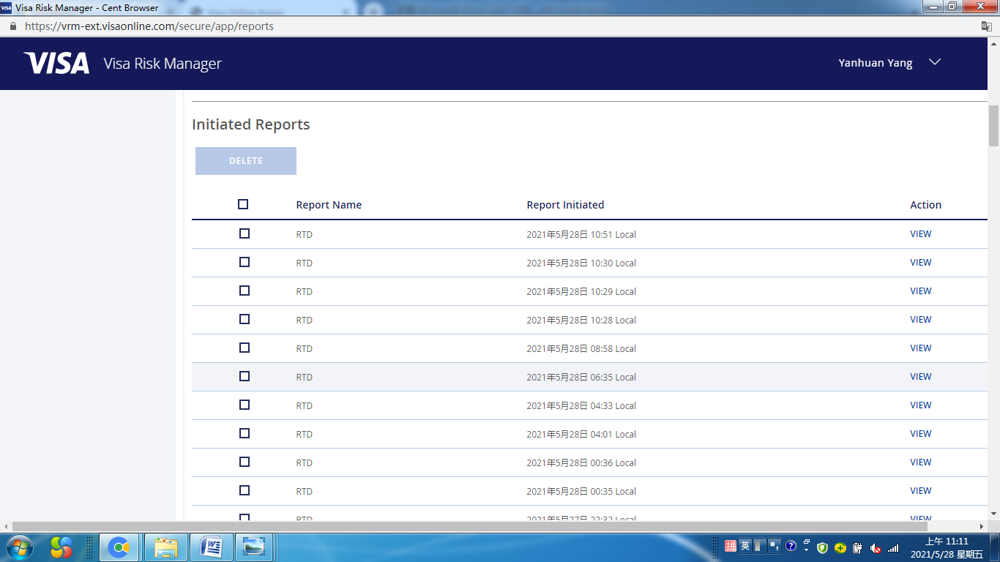 VISA Visa Risk Manager - Cent Browser
https://vrm-ext.visaonline.com/secure/app/reports
VISA Visa Risk Manager Yanhuan Yang
Initiated Reports
DELETE
Report Name Report Initiated Action
RTD 2021年5月28日 10:51 Local VIEW
RTD 2021年5月28日 10:30 Local VIEW
RTD 2021年5月28日 10:29 Local VIEW
RTD 2021年5月28日 10:28 Local VIEW
RTD 2021年5月28日 08:58 Local VIEW
RTD 2021年5月28日 06:35 Local VIEW
RTD 2021年5月28日 04:33 Local VIEW
RTD 2021年5月28日 04:01 Local VIEW
RTD 2021年5月28日 00:36 Local VIEW
RTD 2021年5月28日 00:35 Local VIEW
RTD 2021年5月27日 22:32 Local VIEW
英 上午 11:11
2021/5/28 星期五